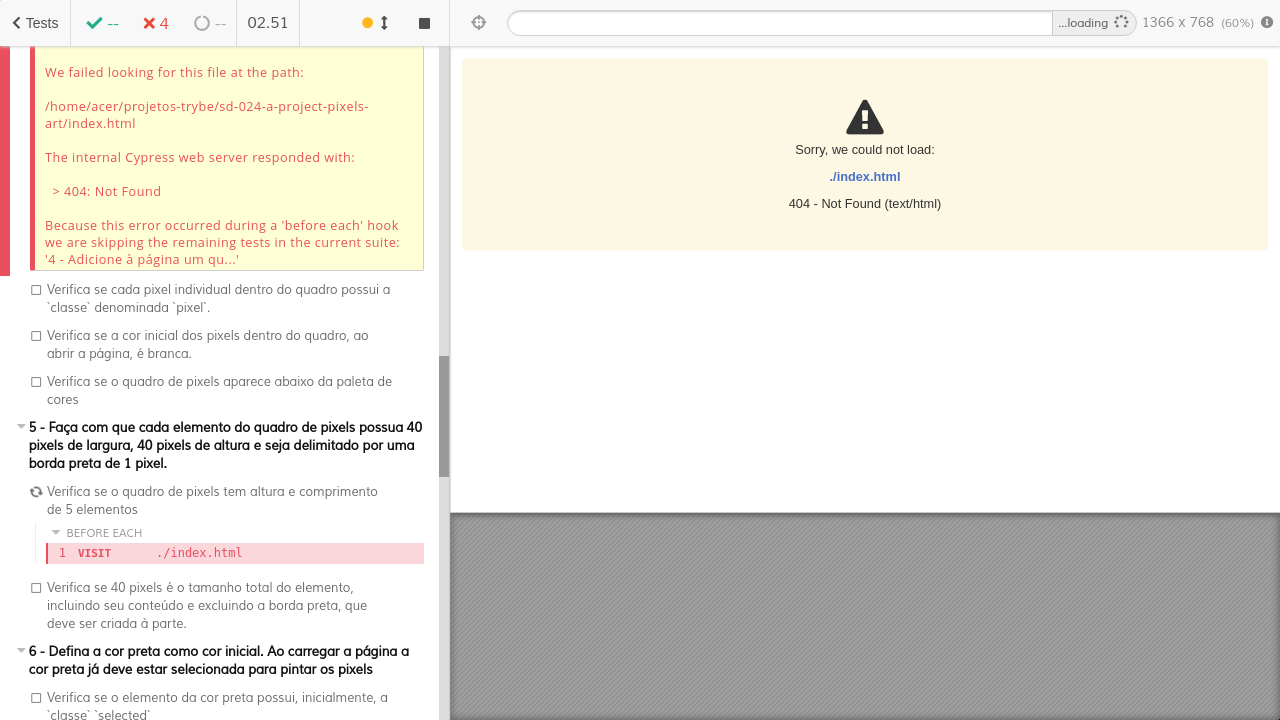 Tests -- 4 -- 02.51 ...loading 1366 x 768 (60%)
We failed looking for this file at the path:
/home/acer/projetos-trybe/sd-024-a-project-pixels-
art/index.html
The internal Cypress web server responded with:
> 404: Not Found
Because this error occurred during a 'before each' hook
we are skipping the remaining tests in the current suite:
'4 - Adicione à página um qu...'
Verifica se cada pixel individual dentro do quadro possui a
`classe` denominada `pixel`.
Verifica se a cor inicial dos pixels dentro do quadro, ao
abrir a página, é branca.
Verifica se o quadro de pixels aparece abaixo da paleta de
cores
5 - Faça com que cada elemento do quadro de pixels possua 40
pixels de largura, 40 pixels de altura e seja delimitado por uma
borda preta de 1 pixel.
Verifica se o quadro de pixels tem altura e comprimento
de 5 elementos
BEFORE EACH
1 VISIT ./index.html
Verifica se 40 pixels é o tamanho total do elemento,
incluindo seu conteúdo e excluindo a borda preta, que
deve ser criada à parte.
6 - Defina a cor preta como cor inicial. Ao carregar a página a
cor preta já deve estar selecionada para pintar os pixels
Verifica se o elemento da cor preta possui, inicialmente, a
`classe` `selected`
Sorry, we could not load:
./index.html
404 - Not Found (text/html)